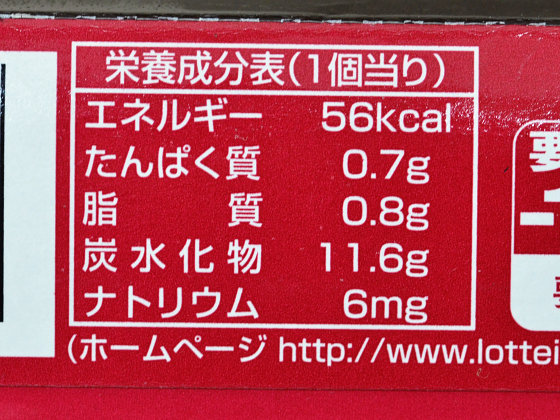 栄養成分表(1個当り)
エネルギー 56kcal
たんぱく質 0.7g
脂質 0.8g
炭水化物 11.6g
ナトリウム 6mg
(ホームページ http://www.lottei
要